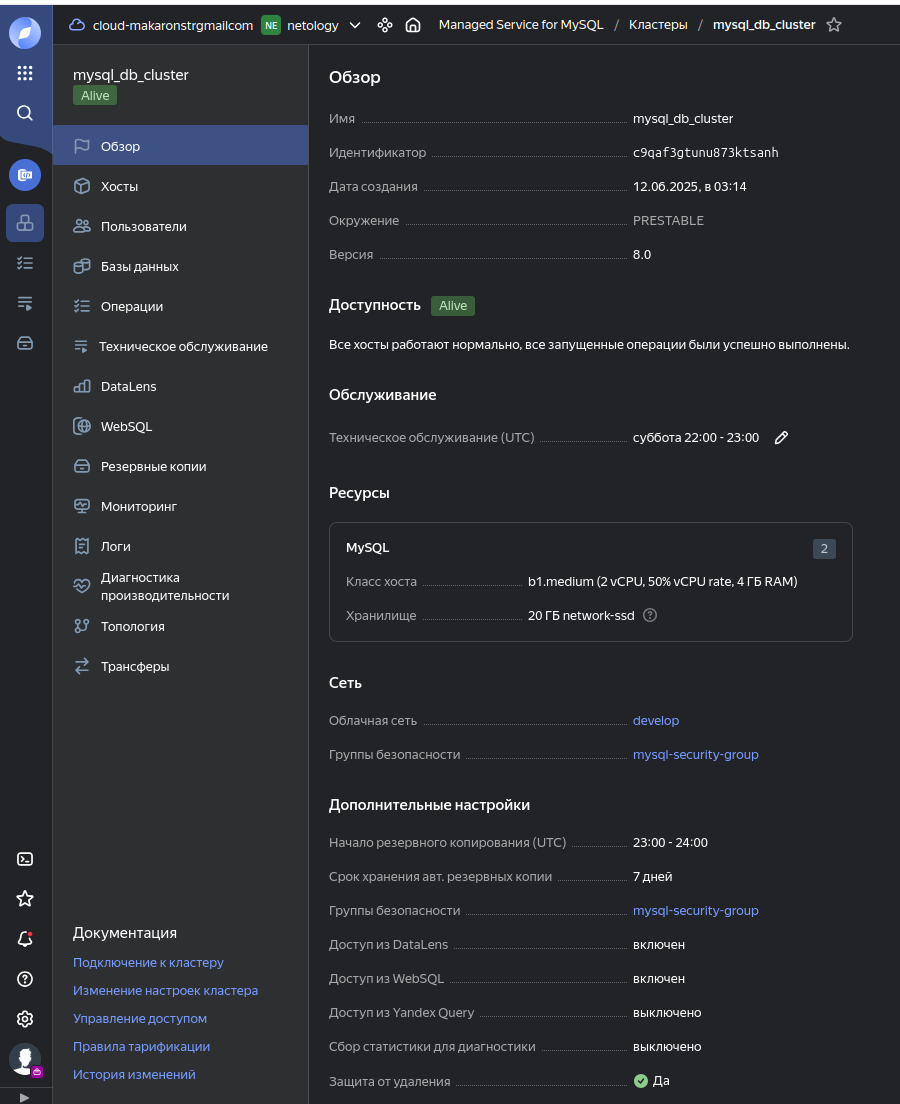 cloud-makaronstrgmailcom NE netology Managed Service for MySQL / Кластеры / mysql_db_cluster
mysql_db_cluster
Alive
Обзор
Хосты
Пользователи
Базы данных
Операции
Техническое обслуживание
DataLens
WebSQL
Резервные копии
Мониторинг
Логи
Диагностика
производительности
Топология
Трансферы
Документация
Подключение к кластеру
Изменение настроек кластера
Управление доступом
Правила тарификации
История изменений
Обзор
Имя mysql_db_cluster
Идентификатор c9qaf3gtunu873ktsanh
Дата создания 12.06.2025, в 03:14
Окружение PRESTABLE
Версия 8.0
Доступность Alive
Все хосты работают нормально, все запущенные операции были успешно выполнены.
Обслуживание
Техническое обслуживание (UTC) суббота 22:00 - 23:00
Ресурсы
MySQL 2
Класс хоста b1.medium (2 vCPU, 50% vCPU rate, 4 ГБ RAM)
Хранилище 20 ГБ network-ssd
Сеть
Облачная сеть develop
Группы безопасности mysql-security-group
Дополнительные настройки
Начало резервного копирования (UTC) 23:00 - 24:00
Срок хранения авт. резервных копии 7 дней
Группы безопасности mysql-security-group
Доступ из DataLens включен
Доступ из WebSQL включен
Доступ из Yandex Query выключено
Сбор статистики для диагностики выключено
Защита от удаления Да